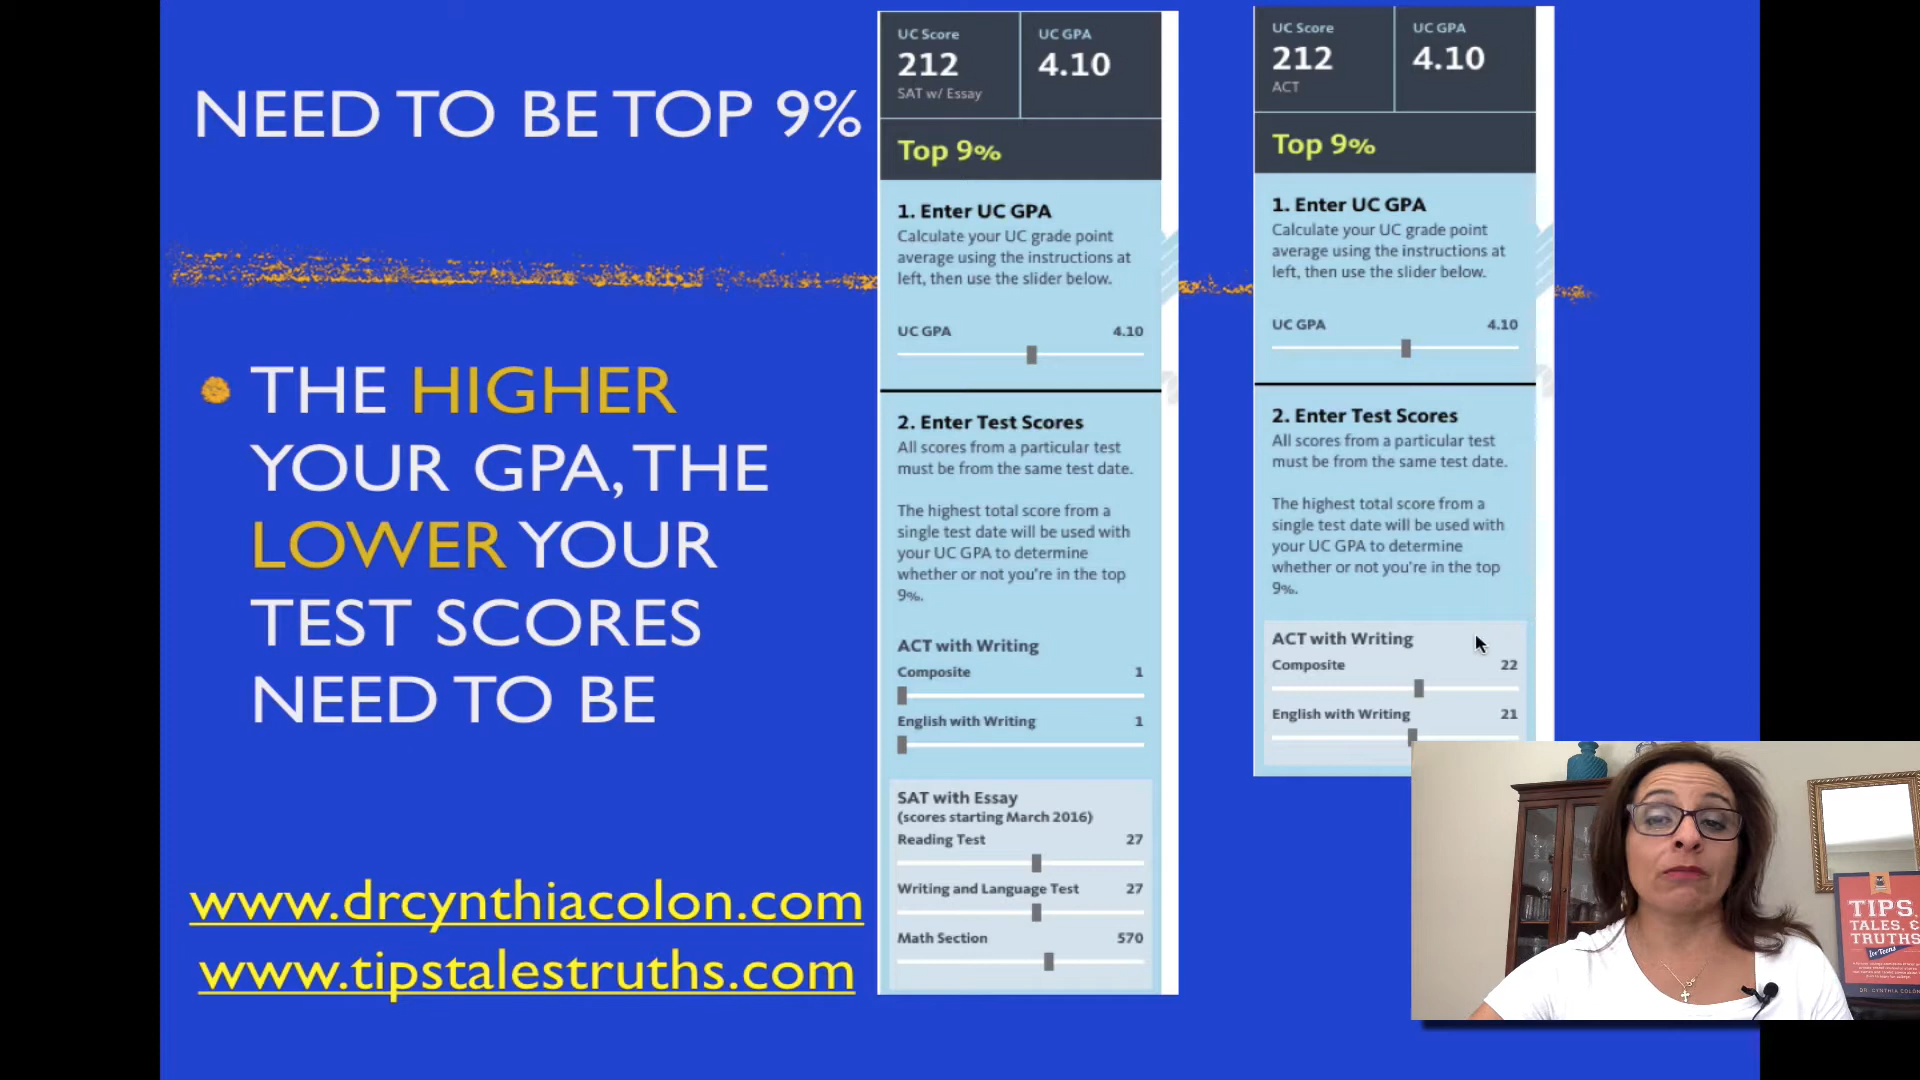 NEED TO BE TOP 9%
THE HIGHER
YOUR GPA, THE
LOWER YOUR
TEST SCORES
NEED TO BE
www.drcynthiacolon.com
www.tipstalestruths.com
UC Score
212
SAT w/ Essay
UC GPA
4.10
Top 9%
1. Enter UC GPA
Calculate your UC grade point
average using the instructions at
left, then use the slider below.
UC GPA 4.10
2. Enter Test Scores
All scores from a particular test
must be from the same test date.
The highest total score from a
single test date will be used with
your UC GPA to determine
whether or not you're in the top
9%.
ACT with Writing
Composite 1
English with Writing 1
SAT with Essay
(scores starting March 2016)
Reading Test 27
Writing and Language Test 27
Math Section 570
UC Score
212
ACT
UC GPA
4.10
Top 9%
1. Enter UC GPA
Calculate your UC grade point
average using the instructions at
left, then use the slider below.
UC GPA 4.10
2. Enter Test Scores
All scores from a particular test
must be from the same test date.
The highest total score from a
single test date will be used with
your UC GPA to determine
whether or not you're in the top
9%.
ACT with Writing
Composite 22
English with Writing 21
TIPS,
TALES, &
TRUTHS
for Teens
DR. CYNTHIA COLÓN